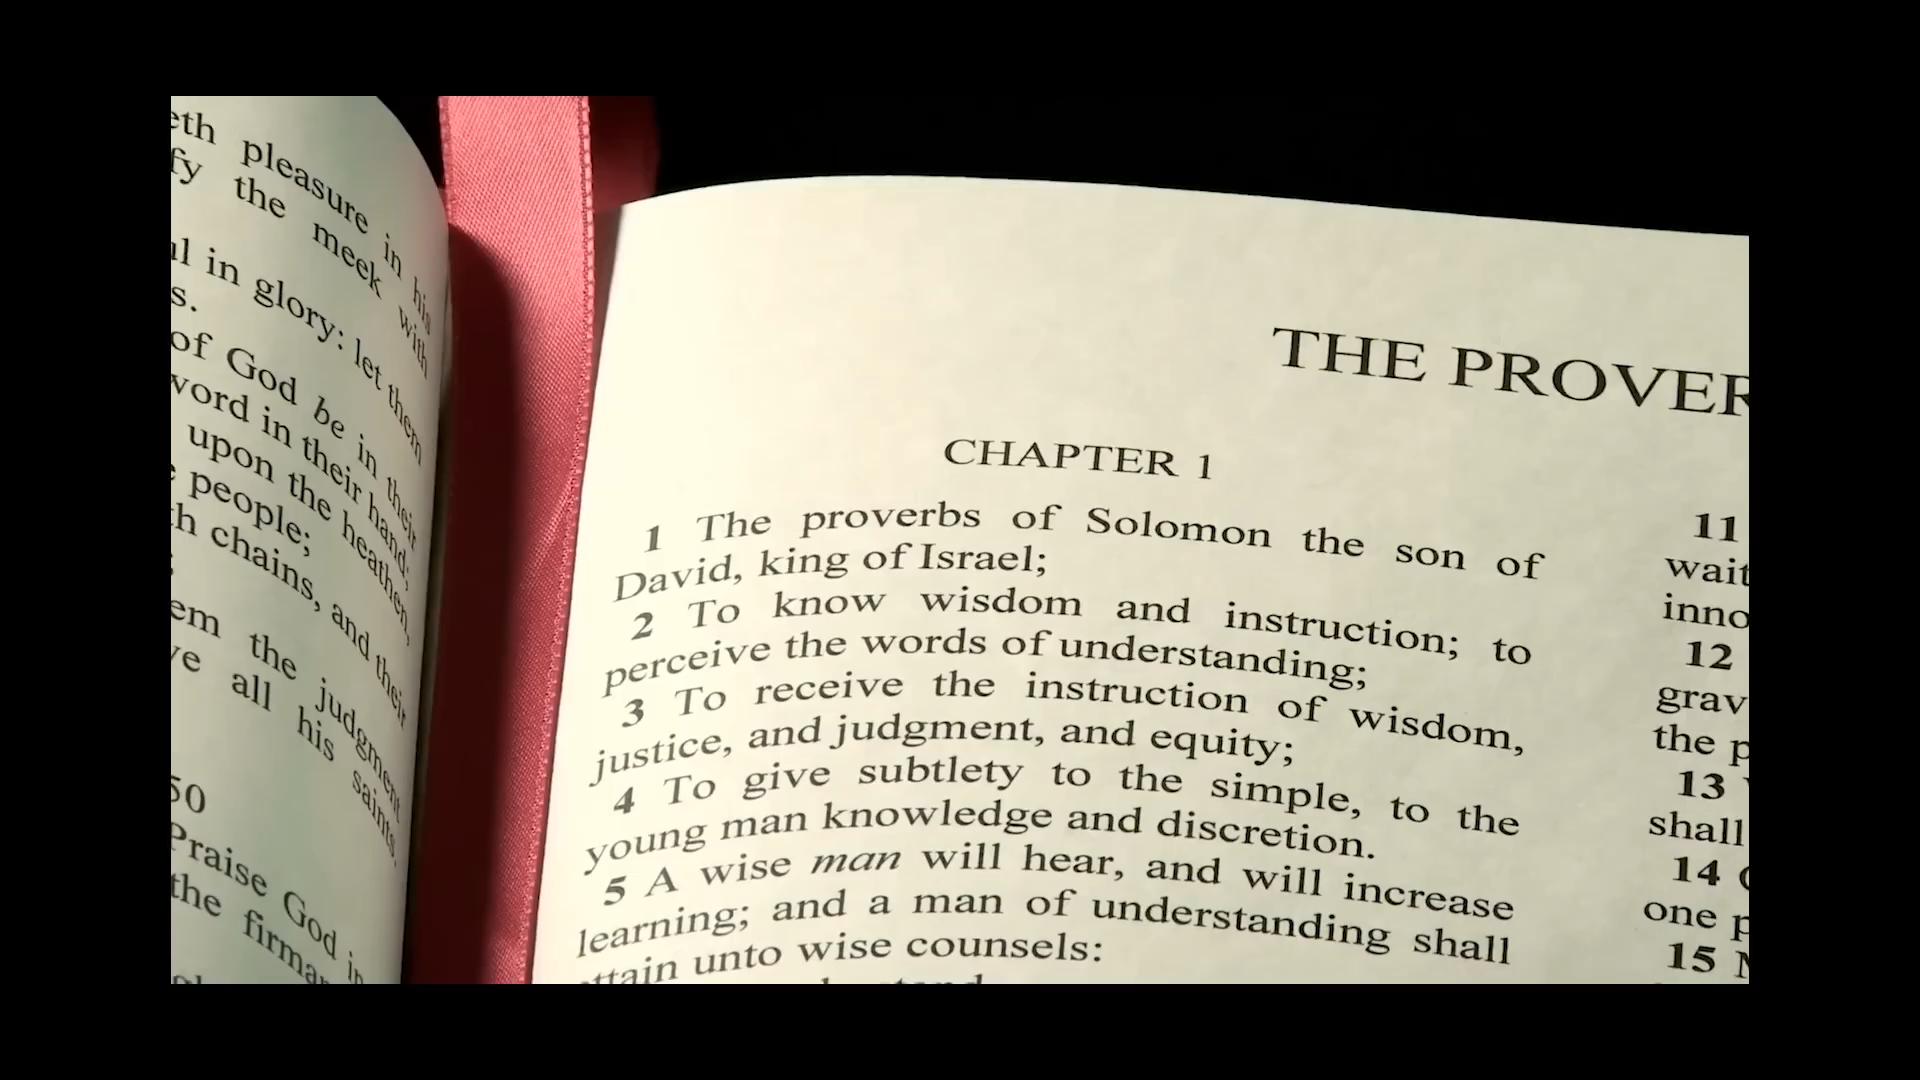 eth pleasure in his
fy the meek with
l in glory: let them
s.
of God be in their
word in their hand;
upon the heathen,
people;
th chains, and their
;
em the judgment
ve all his saints.
50
Praise God in
the firmam
THE PROVER
CHAPTER 1
1 The proverbs of Solomon the son of
David, king of Israel;
2 To know wisdom and instruction; to
perceive the words of understanding;
3 To receive the instruction of wisdom,
justice, and judgment, and equity;
4 To give subtlety to the simple, to the
young man knowledge and discretion.
5 A wise man will hear, and will increase
learning; and a man of understanding shall
ttain unto wise counsels:
11
wait
inno
12
grav
the p
13
shall
14
one p
15